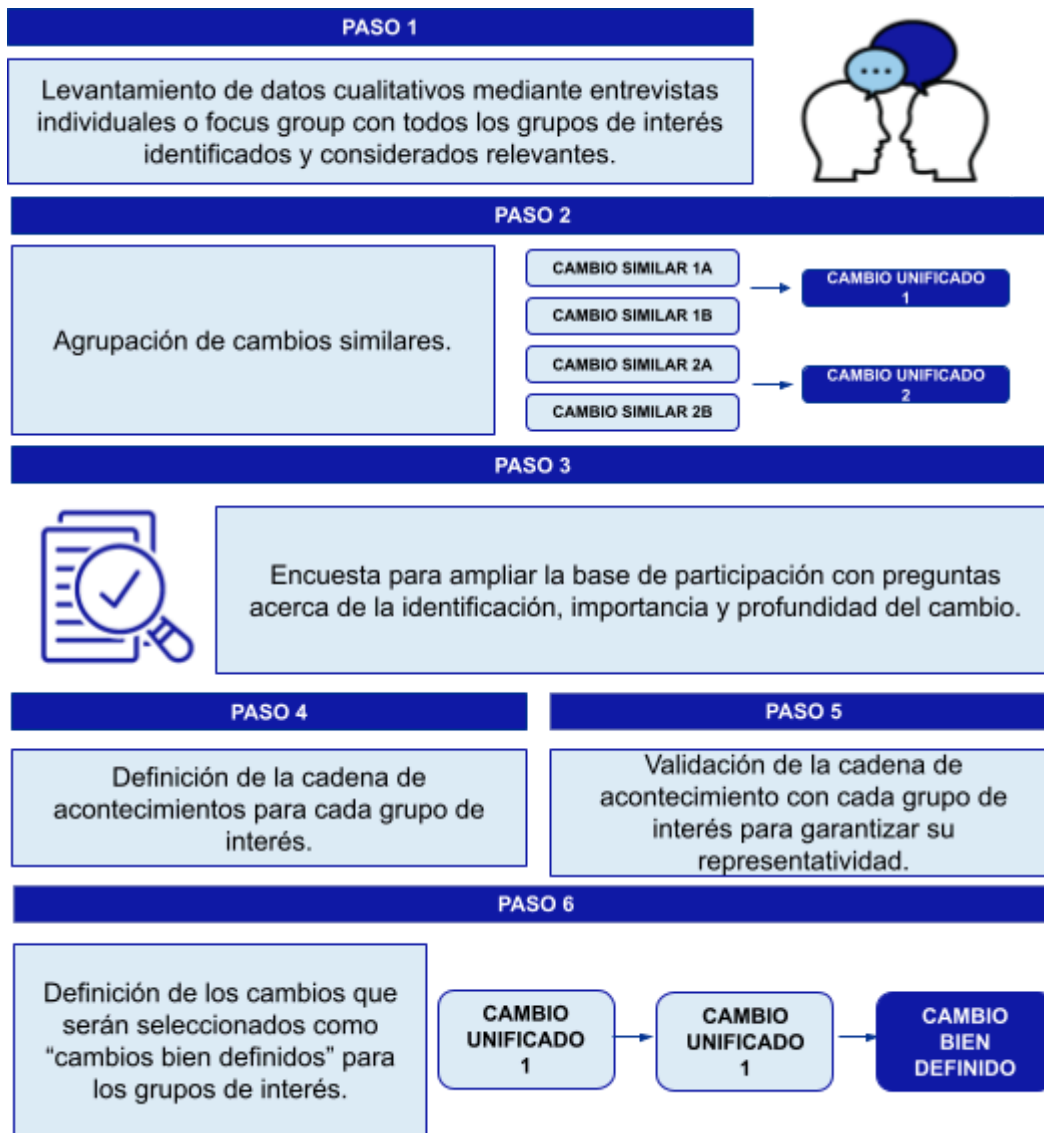 PASO 1
Levantamiento de datos cualitativos mediante entrevistas
individuales o focus group con todos los grupos de interés
identificados y considerados relevantes.
PASO 2
Agrupación de cambios similares.
CAMBIO SIMILAR 1A
CAMBIO SIMILAR 1B
CAMBIO UNIFICADO
1
CAMBIO SIMILAR 2A
CAMBIO SIMILAR 2B
CAMBIO UNIFICADO
2
PASO 3
Encuesta para ampliar la base de participación con preguntas
acerca de la identificación, importancia y profundidad del cambio.
PASO 4
Definición de la cadena de
acontecimientos para cada grupo de
interés.
PASO 5
Validación de la cadena de
acontecimiento con cada grupo de
interés para garantizar su
representatividad.
PASO 6
Definición de los cambios que
serán seleccionados como
“cambios bien definidos” para
los grupos de interés.
CAMBIO
UNIFICADO
1
CAMBIO
UNIFICADO
1
CAMBIO
BIEN
DEFINIDO